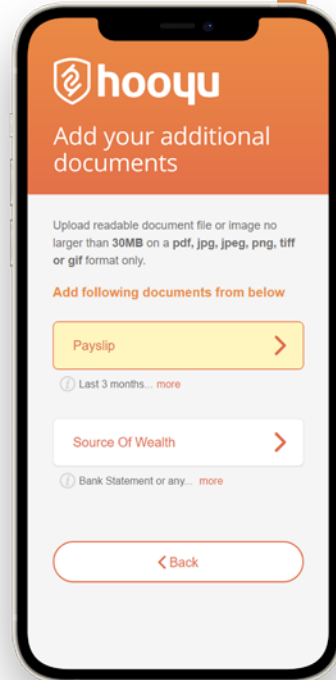 hooyu
Add your additional
documents
Upload readable document file or image no
larger than 30MB on a pdf, jpg, jpeg, png, tiff
or gif format only.
Add following documents from below
Payslip
i Last 3 months... more
Source Of Wealth
i Bank Statement or any... more
Back